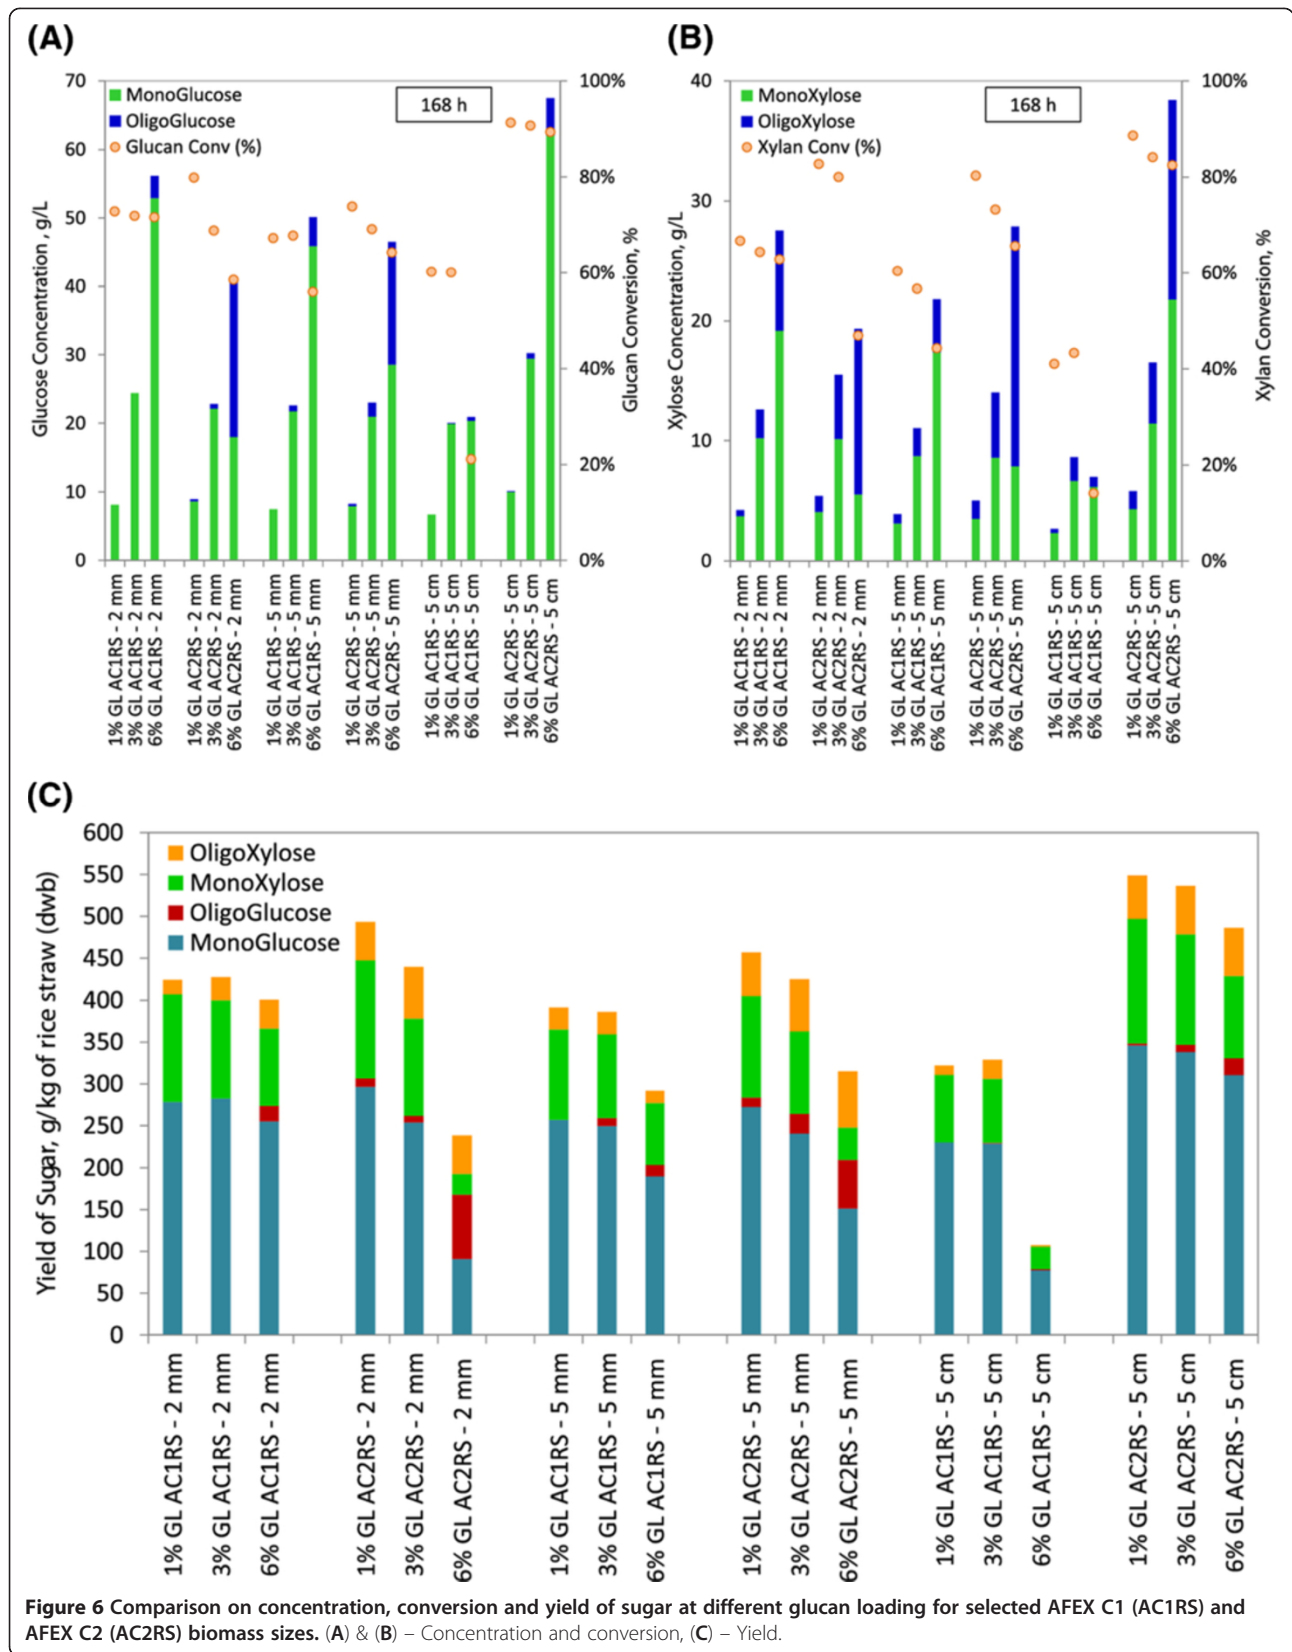 (A)
70
60
50
40
30
20
10
0
Glucose Concentration , g/L
MonoGlucose
OligoGlucose
Glucan Conv (%)
168 h
100%
80%
60%
40%
20%
0%
Glucan Conversion, %
1% GL AC1RS - 2 mm
3% GL AC1RS - 2 mm
6% GL AC1RS - 2 mm
1% GL AC2RS - 2 mm
3% GL AC2RS - 2 mm
6% GL AC2RS - 2 mm
1% GL AC1RS - 5 mm
3% GL AC1RS - 5 mm
6% GL AC1RS - 5 mm
1% GL AC2RS - 5 mm
3% GL AC2RS - 5 mm
6% GL AC2RS - 5 mm
1% GL AC1RS - 5 cm
3% GL AC1RS - 5 cm
6% GL AC1RS - 5 cm
1% GL AC2RS - 5 cm
3% GL AC2RS - 5 cm
6% GL AC2RS - 5 cm
(B)
40
30
20
10
0
Xylose Concentration, g/L
MonoXylose
OligoXylose
Xylan Conv (%)
168 h
100%
80%
60%
40%
20%
0%
Xylan Conversion, %
1% GL AC1RS - 2 mm
3% GL AC1RS - 2 mm
6% GL AC1RS - 2 mm
1% GL AC2RS - 2 mm
3% GL AC2RS - 2 mm
6% GL AC2RS - 2 mm
1% GL AC1RS - 5 mm
3% GL AC1RS - 5 mm
6% GL AC1RS - 5 mm
1% GL AC2RS - 5 mm
3% GL AC2RS - 5 mm
6% GL AC2RS - 5 mm
1% GL AC1RS - 5 cm
3% GL AC1RS - 5 cm
6% GL AC1RS - 5 cm
1% GL AC2RS - 5 cm
3% GL AC2RS - 5 cm
6% GL AC2RS - 5 cm
(C)
600
550
500
450
400
350
300
250
200
150
100
50
0
Yield of Sugar, g/kg of rice straw (dwb)
OligoXylose
MonoXylose
OligoGlucose
MonoGlucose
1% GL AC1RS - 2 mm
3% GL AC1RS - 2 mm
6% GL AC1RS - 2 mm
1% GL AC2RS - 2 mm
3% GL AC2RS - 2 mm
6% GL AC2RS - 2 mm
1% GL AC1RS - 5 mm
3% GL AC1RS - 5 mm
6% GL AC1RS - 5 mm
1% GL AC2RS - 5 mm
3% GL AC2RS - 5 mm
6% GL AC2RS - 5 mm
1% GL AC1RS - 5 cm
3% GL AC1RS - 5 cm
6% GL AC1RS - 5 cm
1% GL AC2RS - 5 cm
3% GL AC2RS - 5 cm
6% GL AC2RS - 5 cm
Figure 6 Comparison on concentration, conversion and yield of sugar at different glucan loading for selected AFEX C1 (AC1RS) and
AFEX C2 (AC2RS) biomass sizes. (A) & (B) – Concentration and conversion, (C) – Yield.